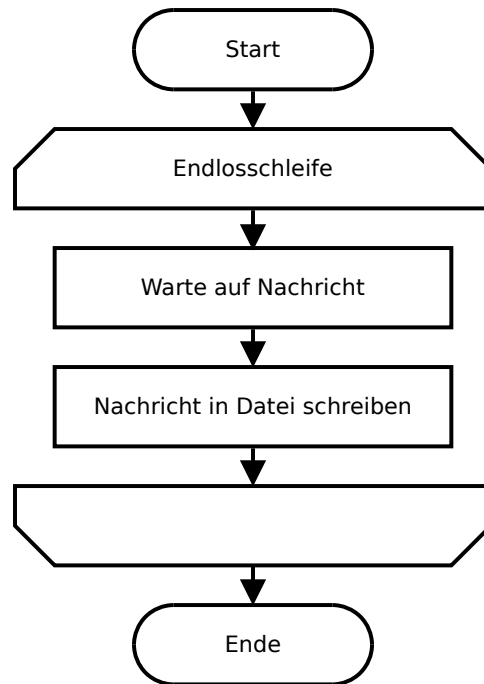 Start
Endlosschleife
Warte auf Nachricht
Nachricht in Datei schreiben
Ende